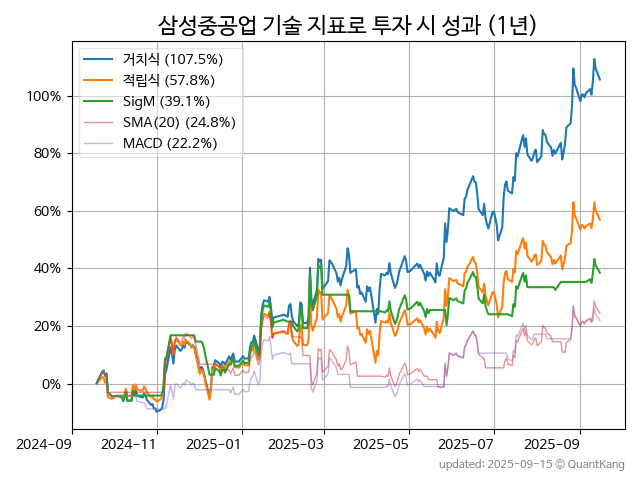 삼성중공업 기술 지표로 투자 시 성과 (1년)
거치식 (107.5%)
적립식 (57.8%)
SigM (39.1%)
SMA(20) (24.8%)
MACD (22.2%)
100%
80%
60%
40%
20%
0%
2024-09
2024-11
2025-01
2025-03
2025-05
2025-07
2025-09
updated: 2025-09-15 © QuantKang